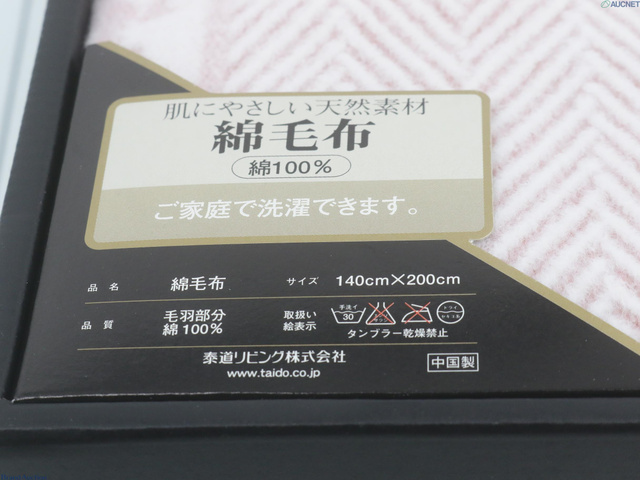 AUCNET
肌にやさしい天然素材
綿毛布
綿100%
ご家庭で洗濯できます。
品名 綿毛布 サイズ 140cm×200cm
品質 毛羽部分 綿100% 取扱い絵表示 手洗イ 30
タンブラー乾燥禁止
泰道リビング株式会社
www.taido.co.jp 中国製